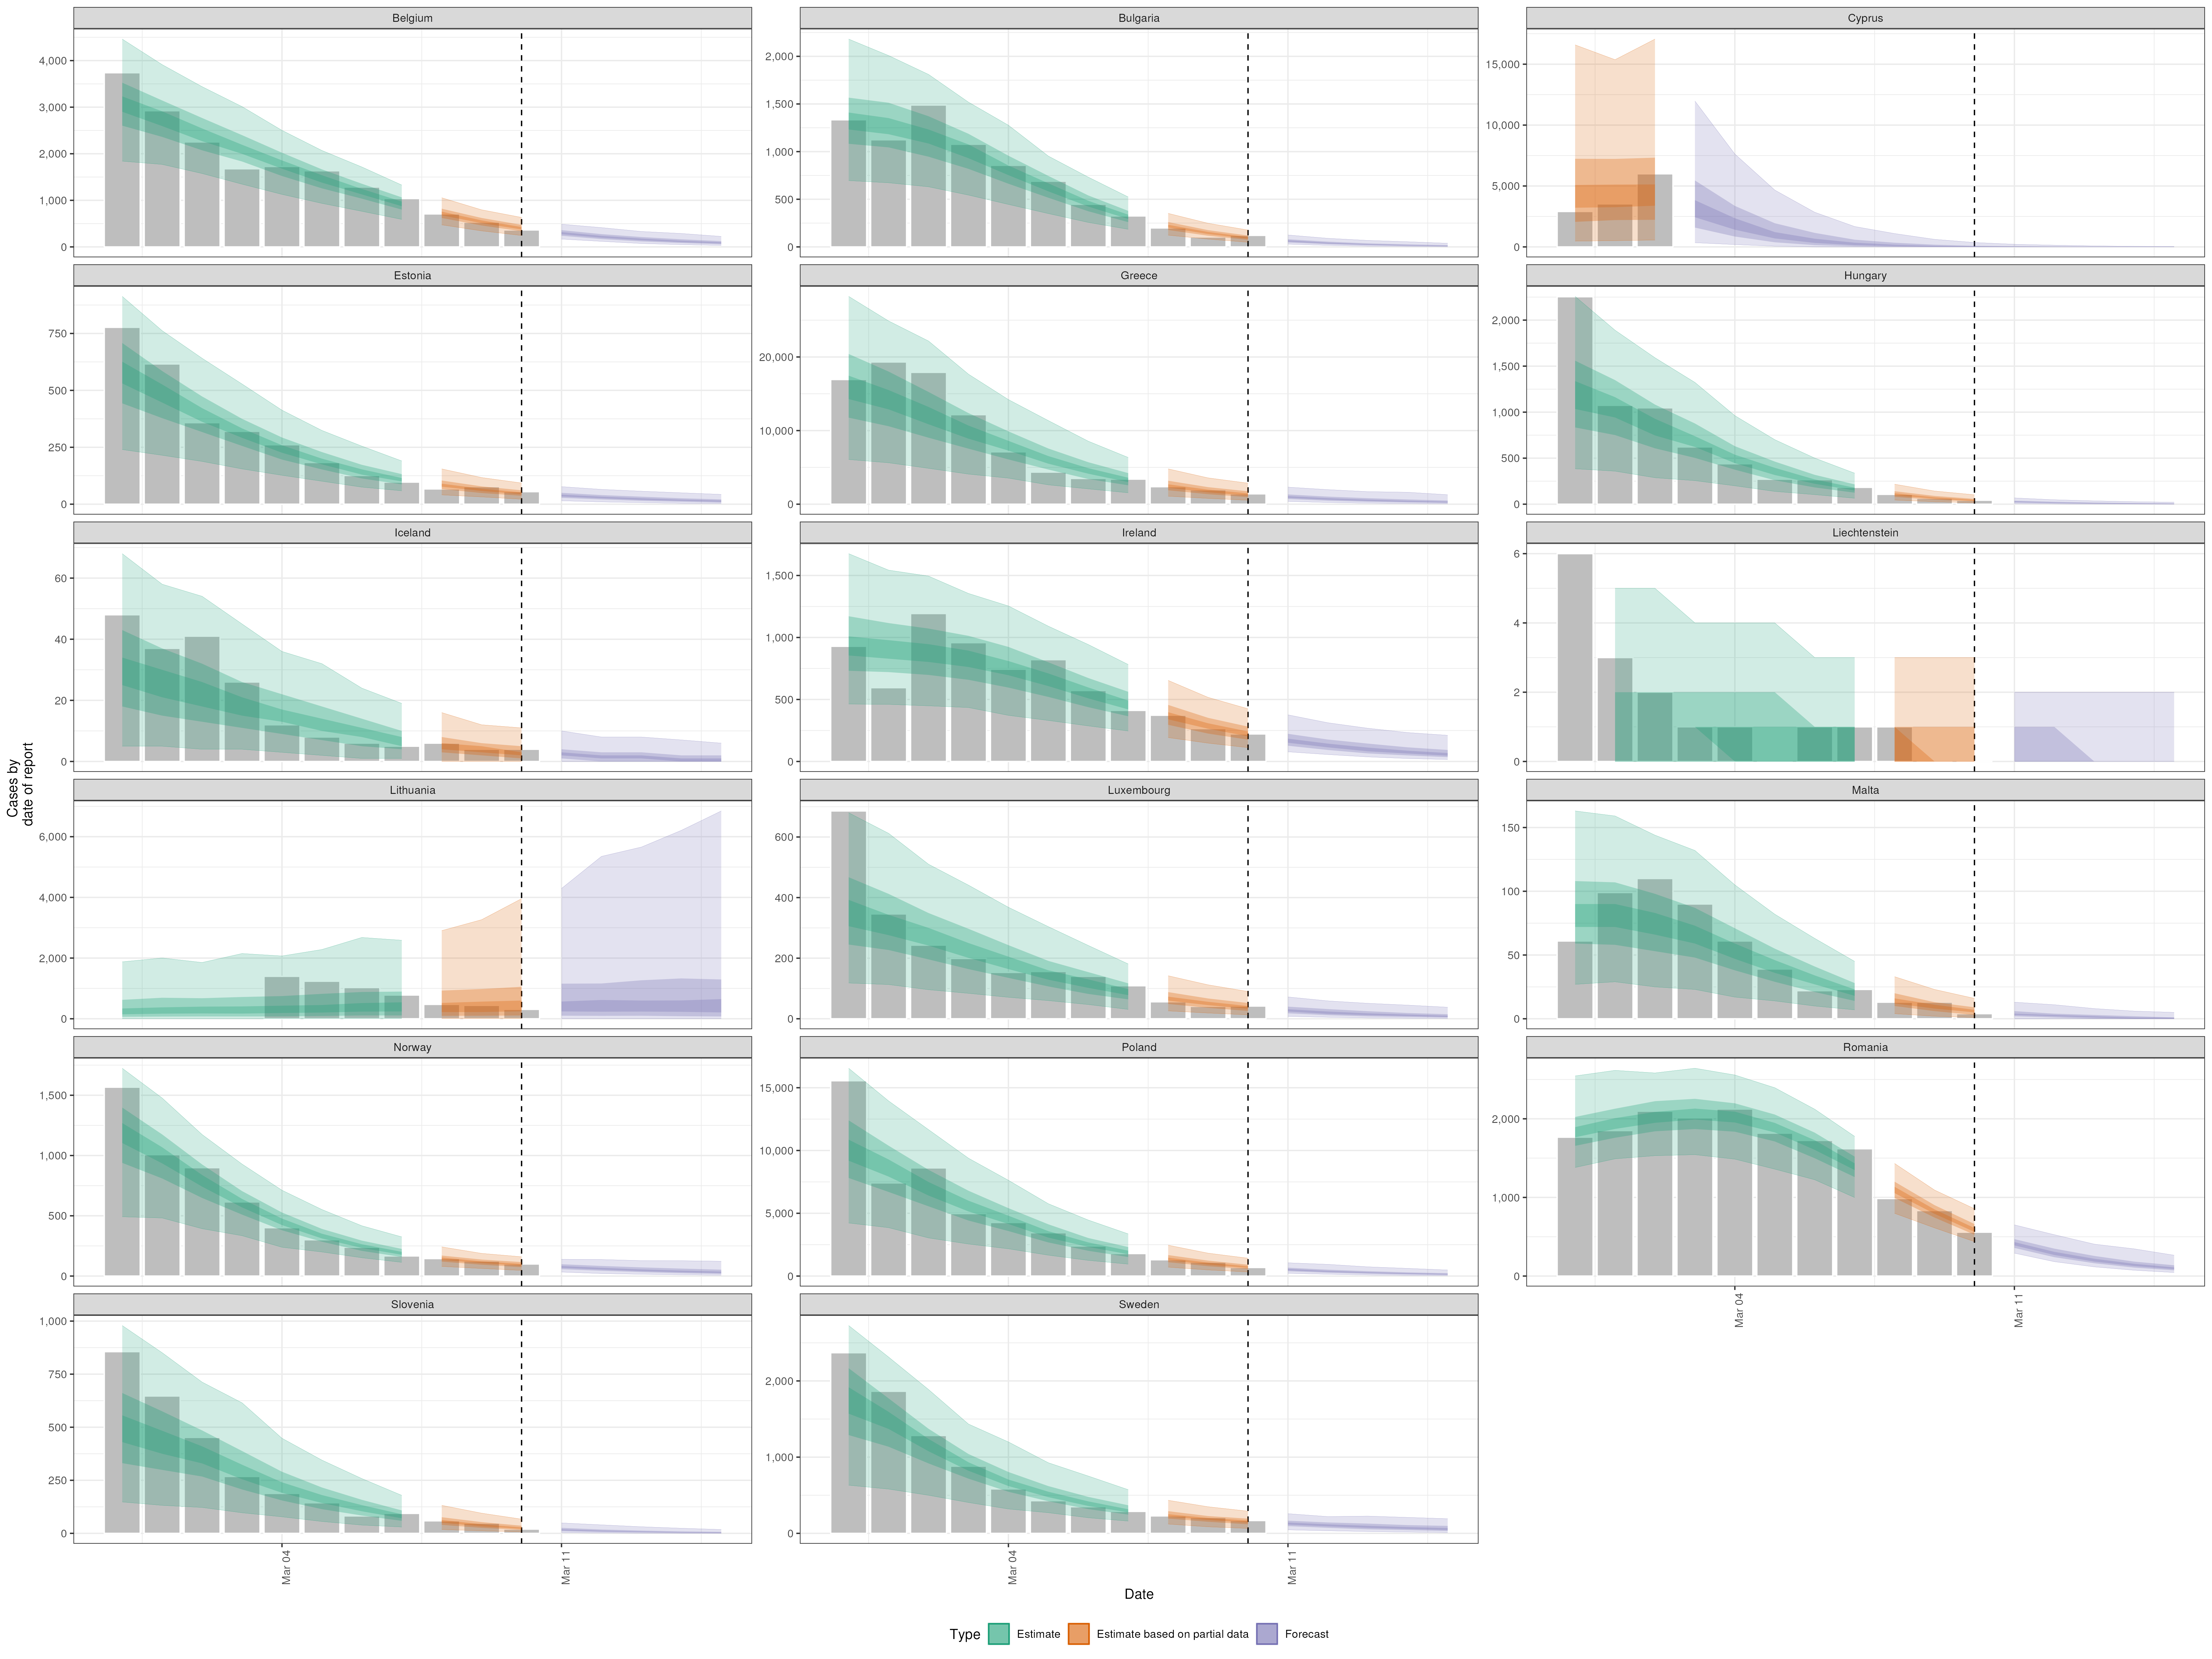 Belgium
Bulgaria
Cyprus
4,000
3,000
2,000
1,000
0
2,000
1,500
1,000
500
0
15,000
10,000
5,000
0
Estonia
Greece
Hungary
750
500
250
0
20,000
10,000
0
2,000
1,500
1,000
500
0
Iceland
Ireland
Liechtenstein
60
40
20
0
1,500
1,000
500
0
6
4
2
0
Cases by
date of report
Lithuania
Luxembourg
Malta
6,000
4,000
2,000
0
600
400
200
0
150
100
50
0
Norway
Poland
Romania
1,500
1,000
500
0
15,000
10,000
5,000
0
2,000
1,000
0
Mar 04
Mar 11
Slovenia
Sweden
1,000
750
500
250
0
2,000
1,000
0
Mar 04
Mar 11
Mar 04
Mar 11
Date
Type Estimate Estimate based on partial data Forecast